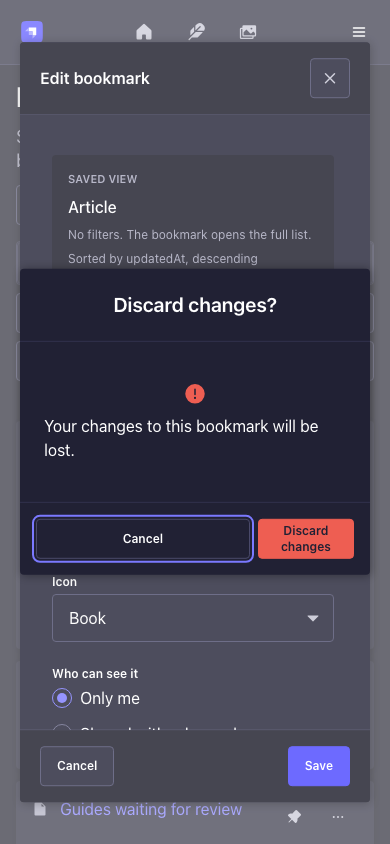 Edit bookmark
SAVED VIEW
Article
No filters. The bookmark opens the full list.
Sorted by updatedAt, descending
Discard changes?
Your changes to this bookmark will be
lost.
Cancel
Discard
changes
Icon
Book
Who can see it
Only me
Cancel
Save
Guides waiting for review